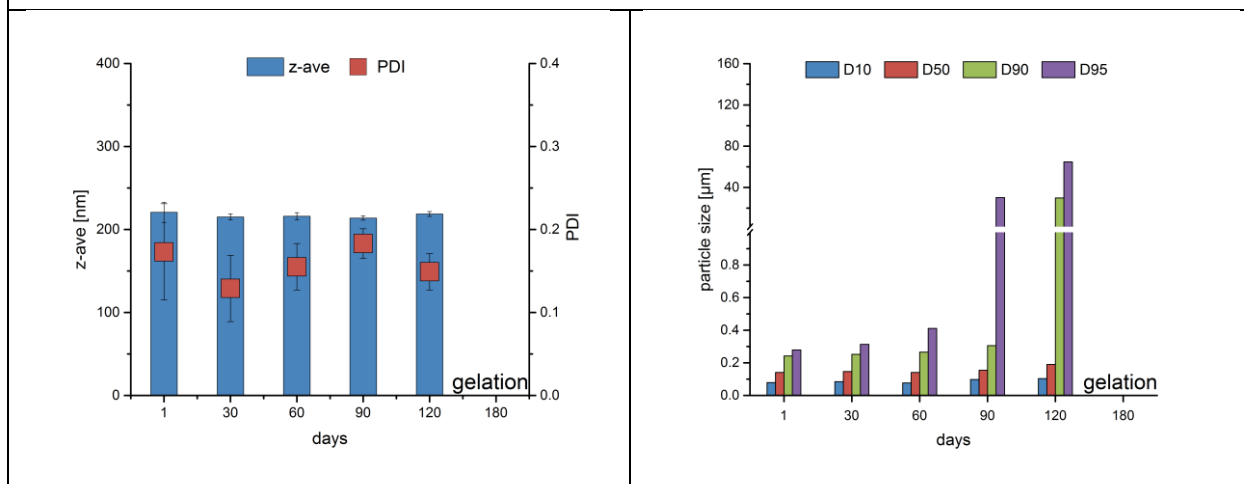 z-ave PDI
400
300
200
100
0
z-ave [nm]
0.4
0.3
0.2
0.1
0.0
PDI
gelation
1 30 60 90 120 180
days
D10 D50 D90 D95
160
120
80
40
0.8
0.6
0.4
0.2
0.0
particle size [µm]
gelation
1 30 60 90 120 180
days